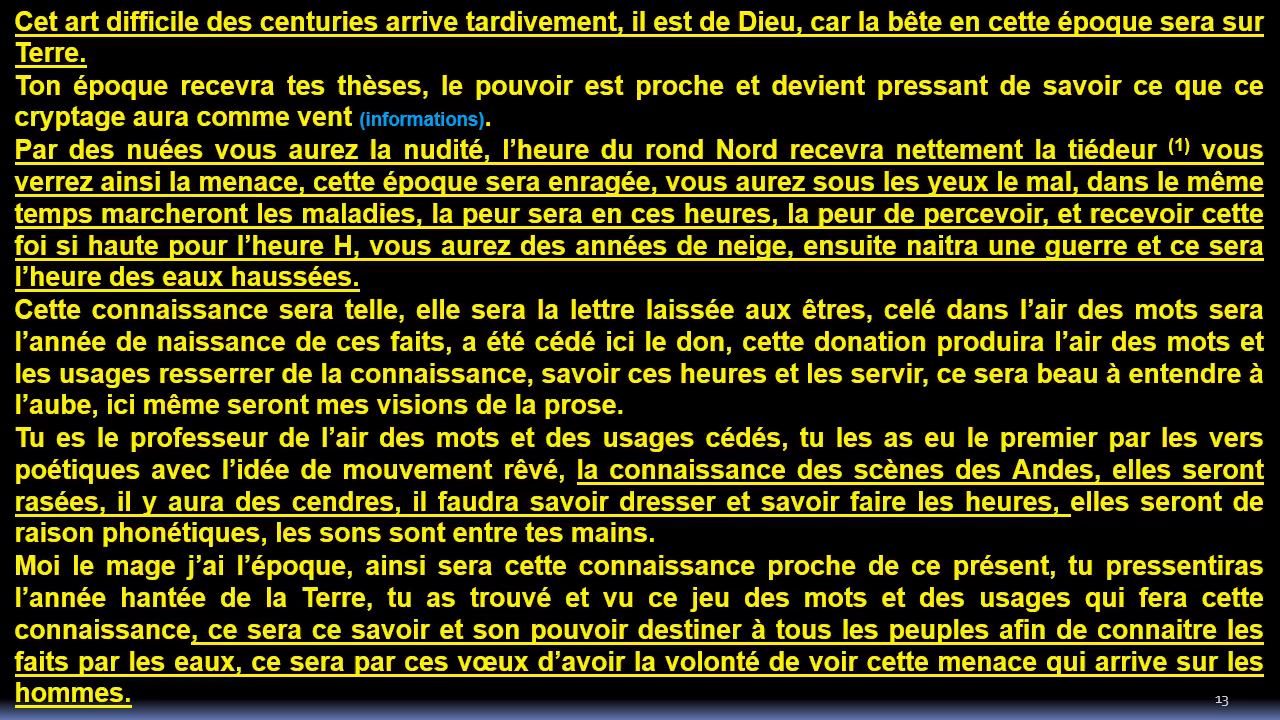 Cet art difficile des centuries arrive tardivement, il est de Dieu, car la bête en cette époque sera sur
Terre.
Ton époque recevra tes thèses, le pouvoir est proche et devient pressant de savoir ce que ce
cryptage aura comme vent (informations).
Par des nuées vous aurez la nudité, l’heure du rond Nord recevra nettement la tiédeur (1) vous
verrez ainsi la menace, cette époque sera enragée, vous aurez sous les yeux le mal, dans le même
temps marcheront les maladies, la peur sera en ces heures, la peur de percevoir, et recevoir cette
foi si haute pour l’heure H, vous aurez des années de neige, ensuite naitra une guerre et ce sera
l’heure des eaux haussées.
Cette connaissance sera telle, elle sera la lettre laissée aux êtres, celé dans l’air des mots sera
l’année de naissance de ces faits, a été cédé ici le don, cette donation produira l’air des mots et
les usages resserrer de la connaissance, savoir ces heures et les servir, ce sera beau à entendre à
l’aube, ici même seront mes visions de la prose.
Tu es le professeur de l’air des mots et des usages cédés, tu les as eu le premier par les vers
poétiques avec l’idée de mouvement rêvé, la connaissance des scènes des Andes, elles seront
rasées, il y aura des cendres, il faudra savoir dresser et savoir faire les heures, elles seront de
raison phonétiques, les sons sont entre tes mains.
Moi le mage j’ai l’époque, ainsi sera cette connaissance proche de ce présent, tu pressentiras
l’année hantée de la Terre, tu as trouvé et vu ce jeu des mots et des usages qui fera cette
connaissance, ce sera ce savoir et son pouvoir destiner à tous les peuples afin de connaitre les
faits par les eaux, ce sera par ces vœux d’avoir la volonté de voir cette menace qui arrive sur les
hommes.
13